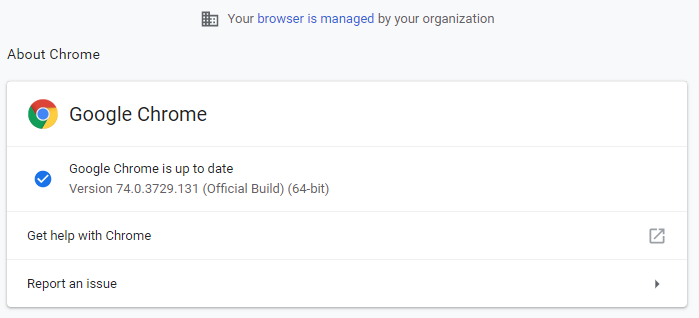 Your browser is managed by your organization
About Chrome
Google Chrome
Google Chrome is up to date
Version 74.0.3729.131 (Official Build) (64-bit)
Get help with Chrome
Report an issue